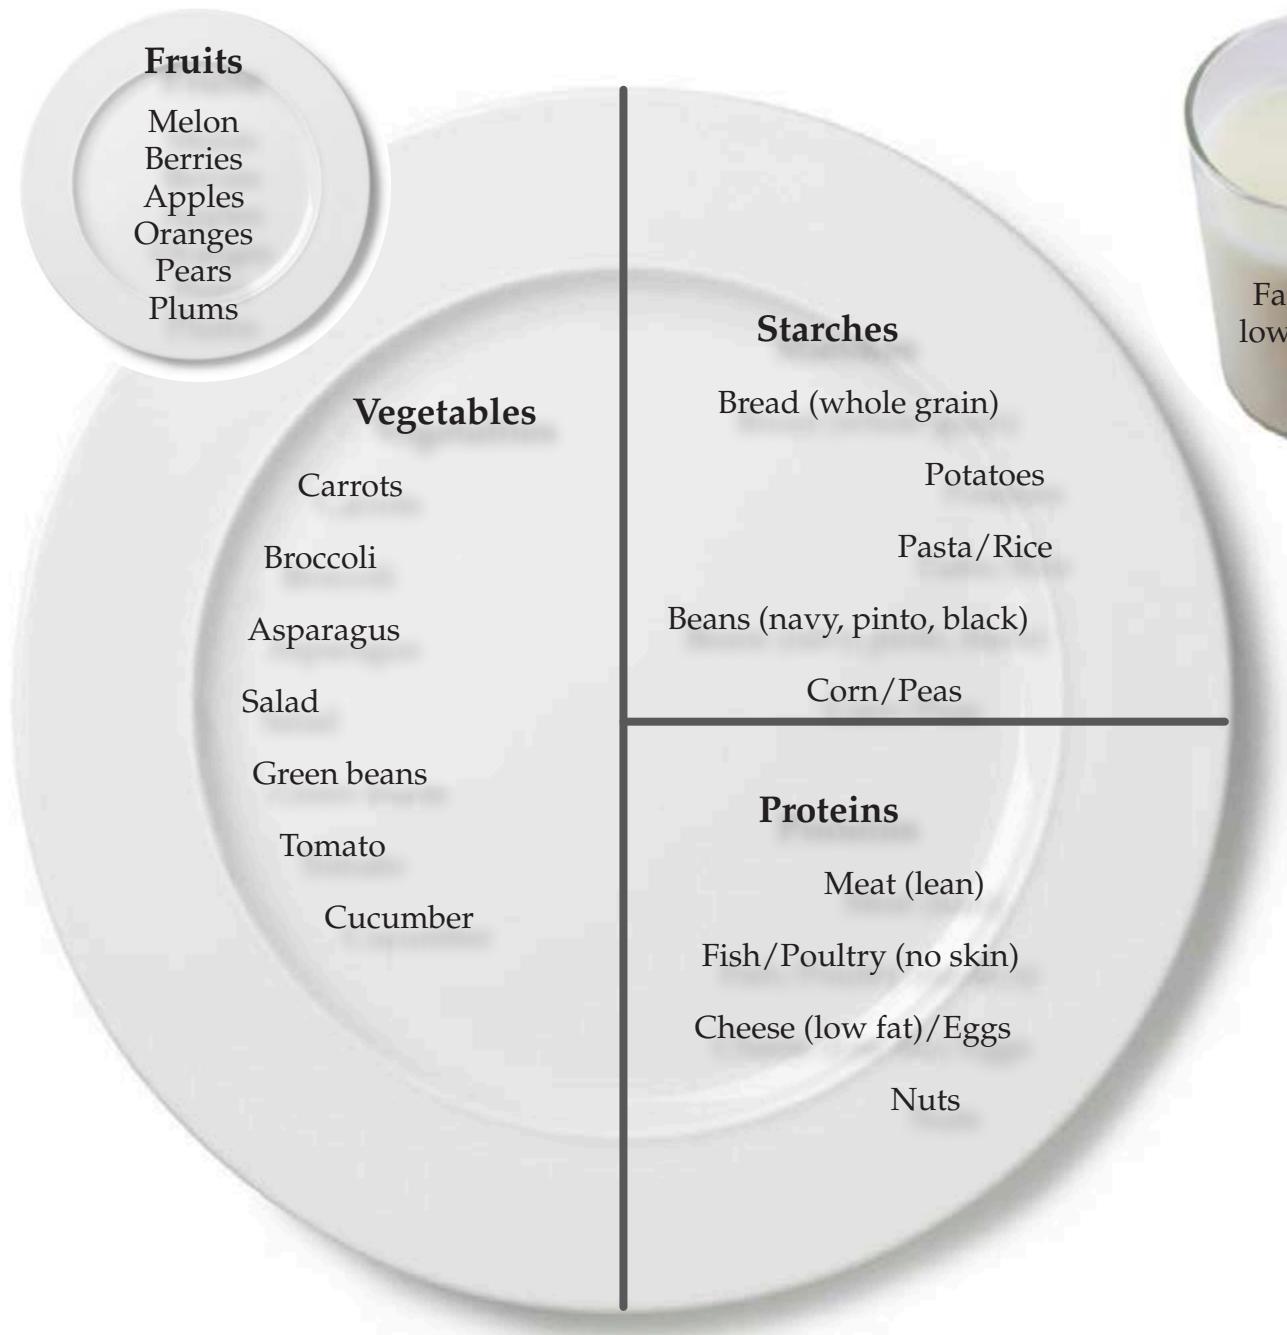 Fruits
Melon
Berries
Apples
Oranges
Pears
Plums
Vegetables
Carrots
Broccoli
Asparagus
Salad
Green beans
Tomato
Cucumber
Starches
Bread (whole grain)
Potatoes
Pasta/Rice
Beans (navy, pinto, black)
Corn/Peas
Proteins
Meat (lean)
Fish/Poultry (no skin)
Cheese (low fat)/Eggs
Nuts